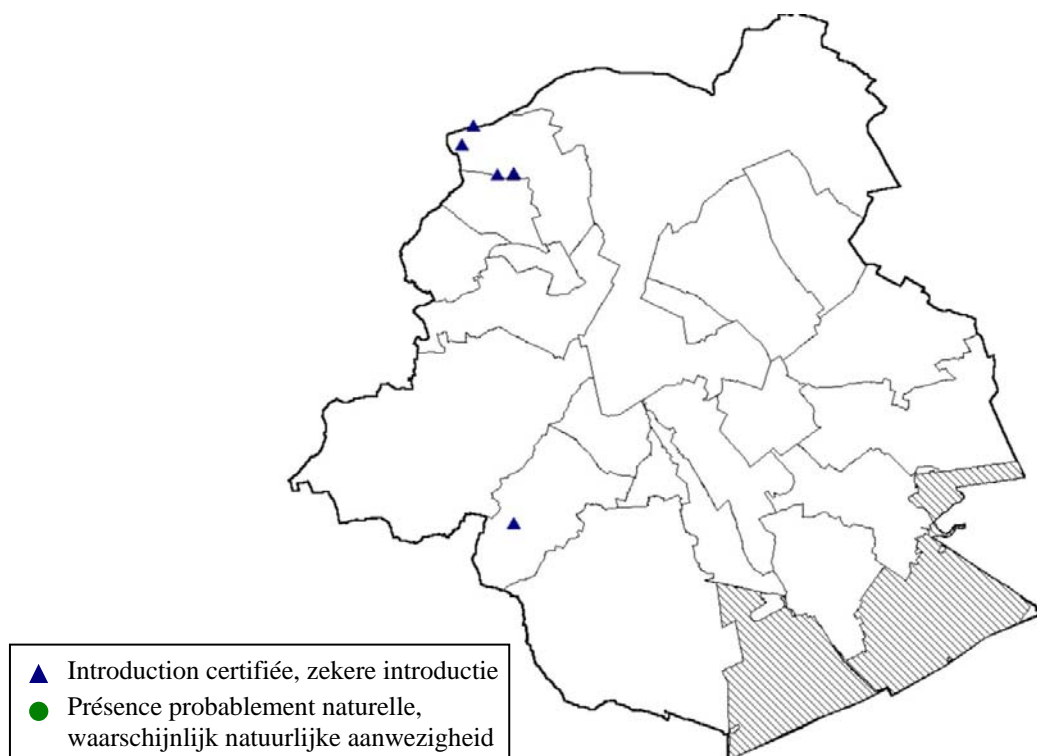 Introduction certifiée, zekere introductie
Présence probablement naturelle,
waarschijnlijk natuurlijke aanwezigheid